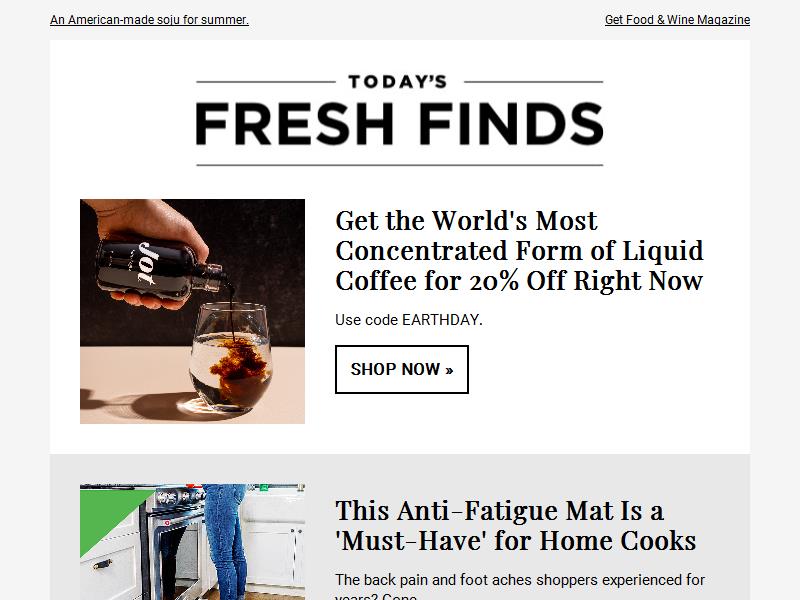 An American-made soju for summer.
Get Food & Wine Magazine
TODAY'S
FRESH FINDS
Jot
Get the World's Most
Concentrated Form of Liquid
Coffee for 20% Off Right Now
Use code EARTHDAY.
SHOP NOW »
This Anti-Fatigue Mat Is a
'Must-Have' for Home Cooks
The back pain and foot aches shoppers experienced for
years? Gone.